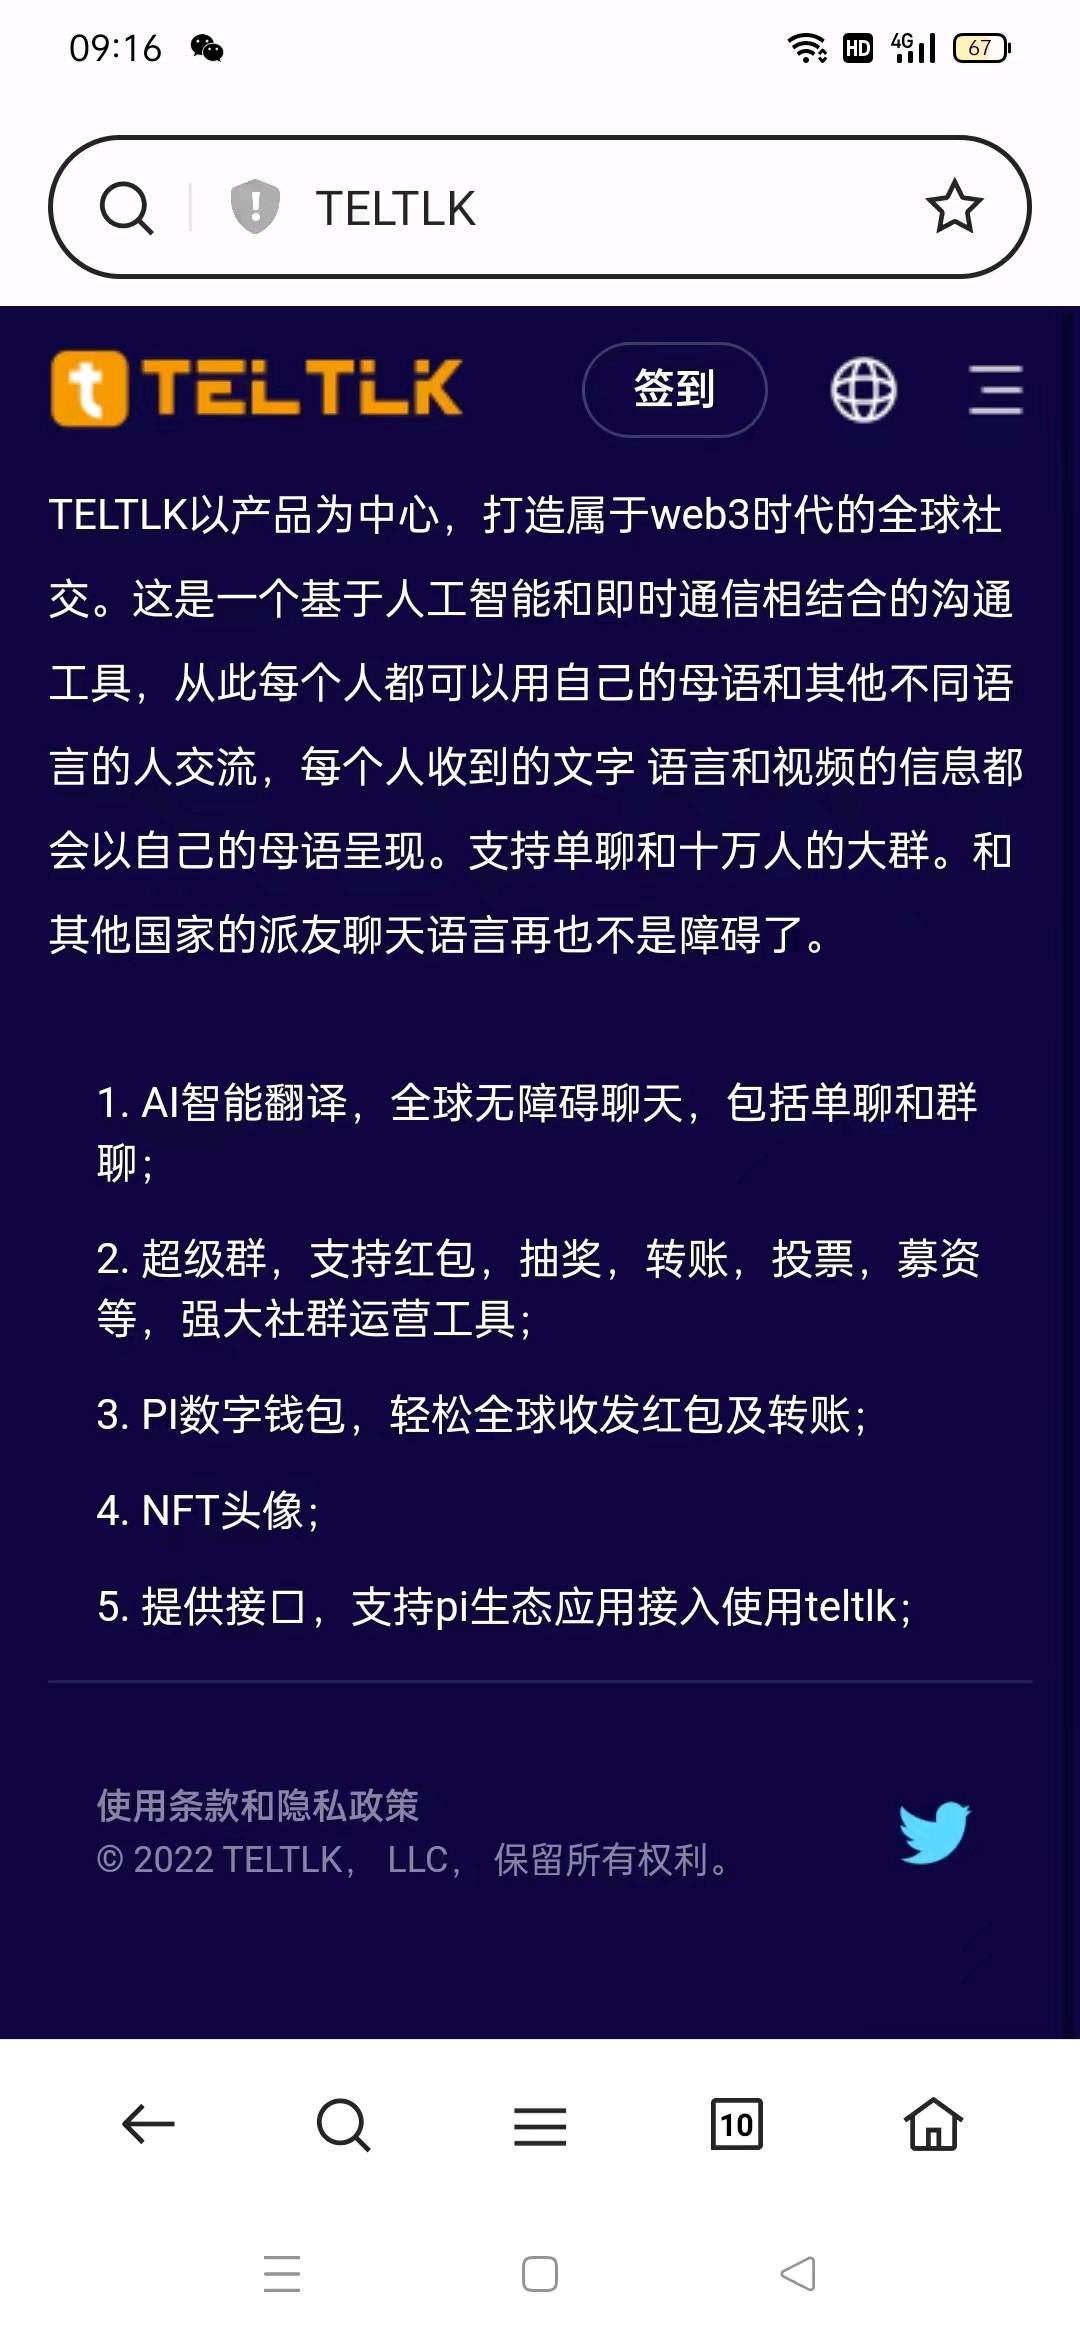 09:16
HD
4G
67
TELTLK
TELTLK
签到
TELTLK以产品为中心，打造属于web3时代的全球社
交。这是一个基于人工智能和即时通信相结合的沟通
工具，从此每个人都可以用自己的母语和其他不同语
言的人交流，每个人收到的文字 语言和视频的信息都
会以自己的母语呈现。支持单聊和十万人的大群。和
其他国家的派友聊天语言再也不是障碍了。
1. AI智能翻译，全球无障碍聊天，包括单聊和群
聊；
2. 超级群，支持红包，抽奖，转账，投票，募资
等，强大社群运营工具；
3. PI数字钱包，轻松全球收发红包及转账；
4. NFT头像；
5. 提供接口，支持pi生态应用接入使用teltlk；
使用条款和隐私政策
© 2022 TELTLK， LLC， 保留所有权利。
10